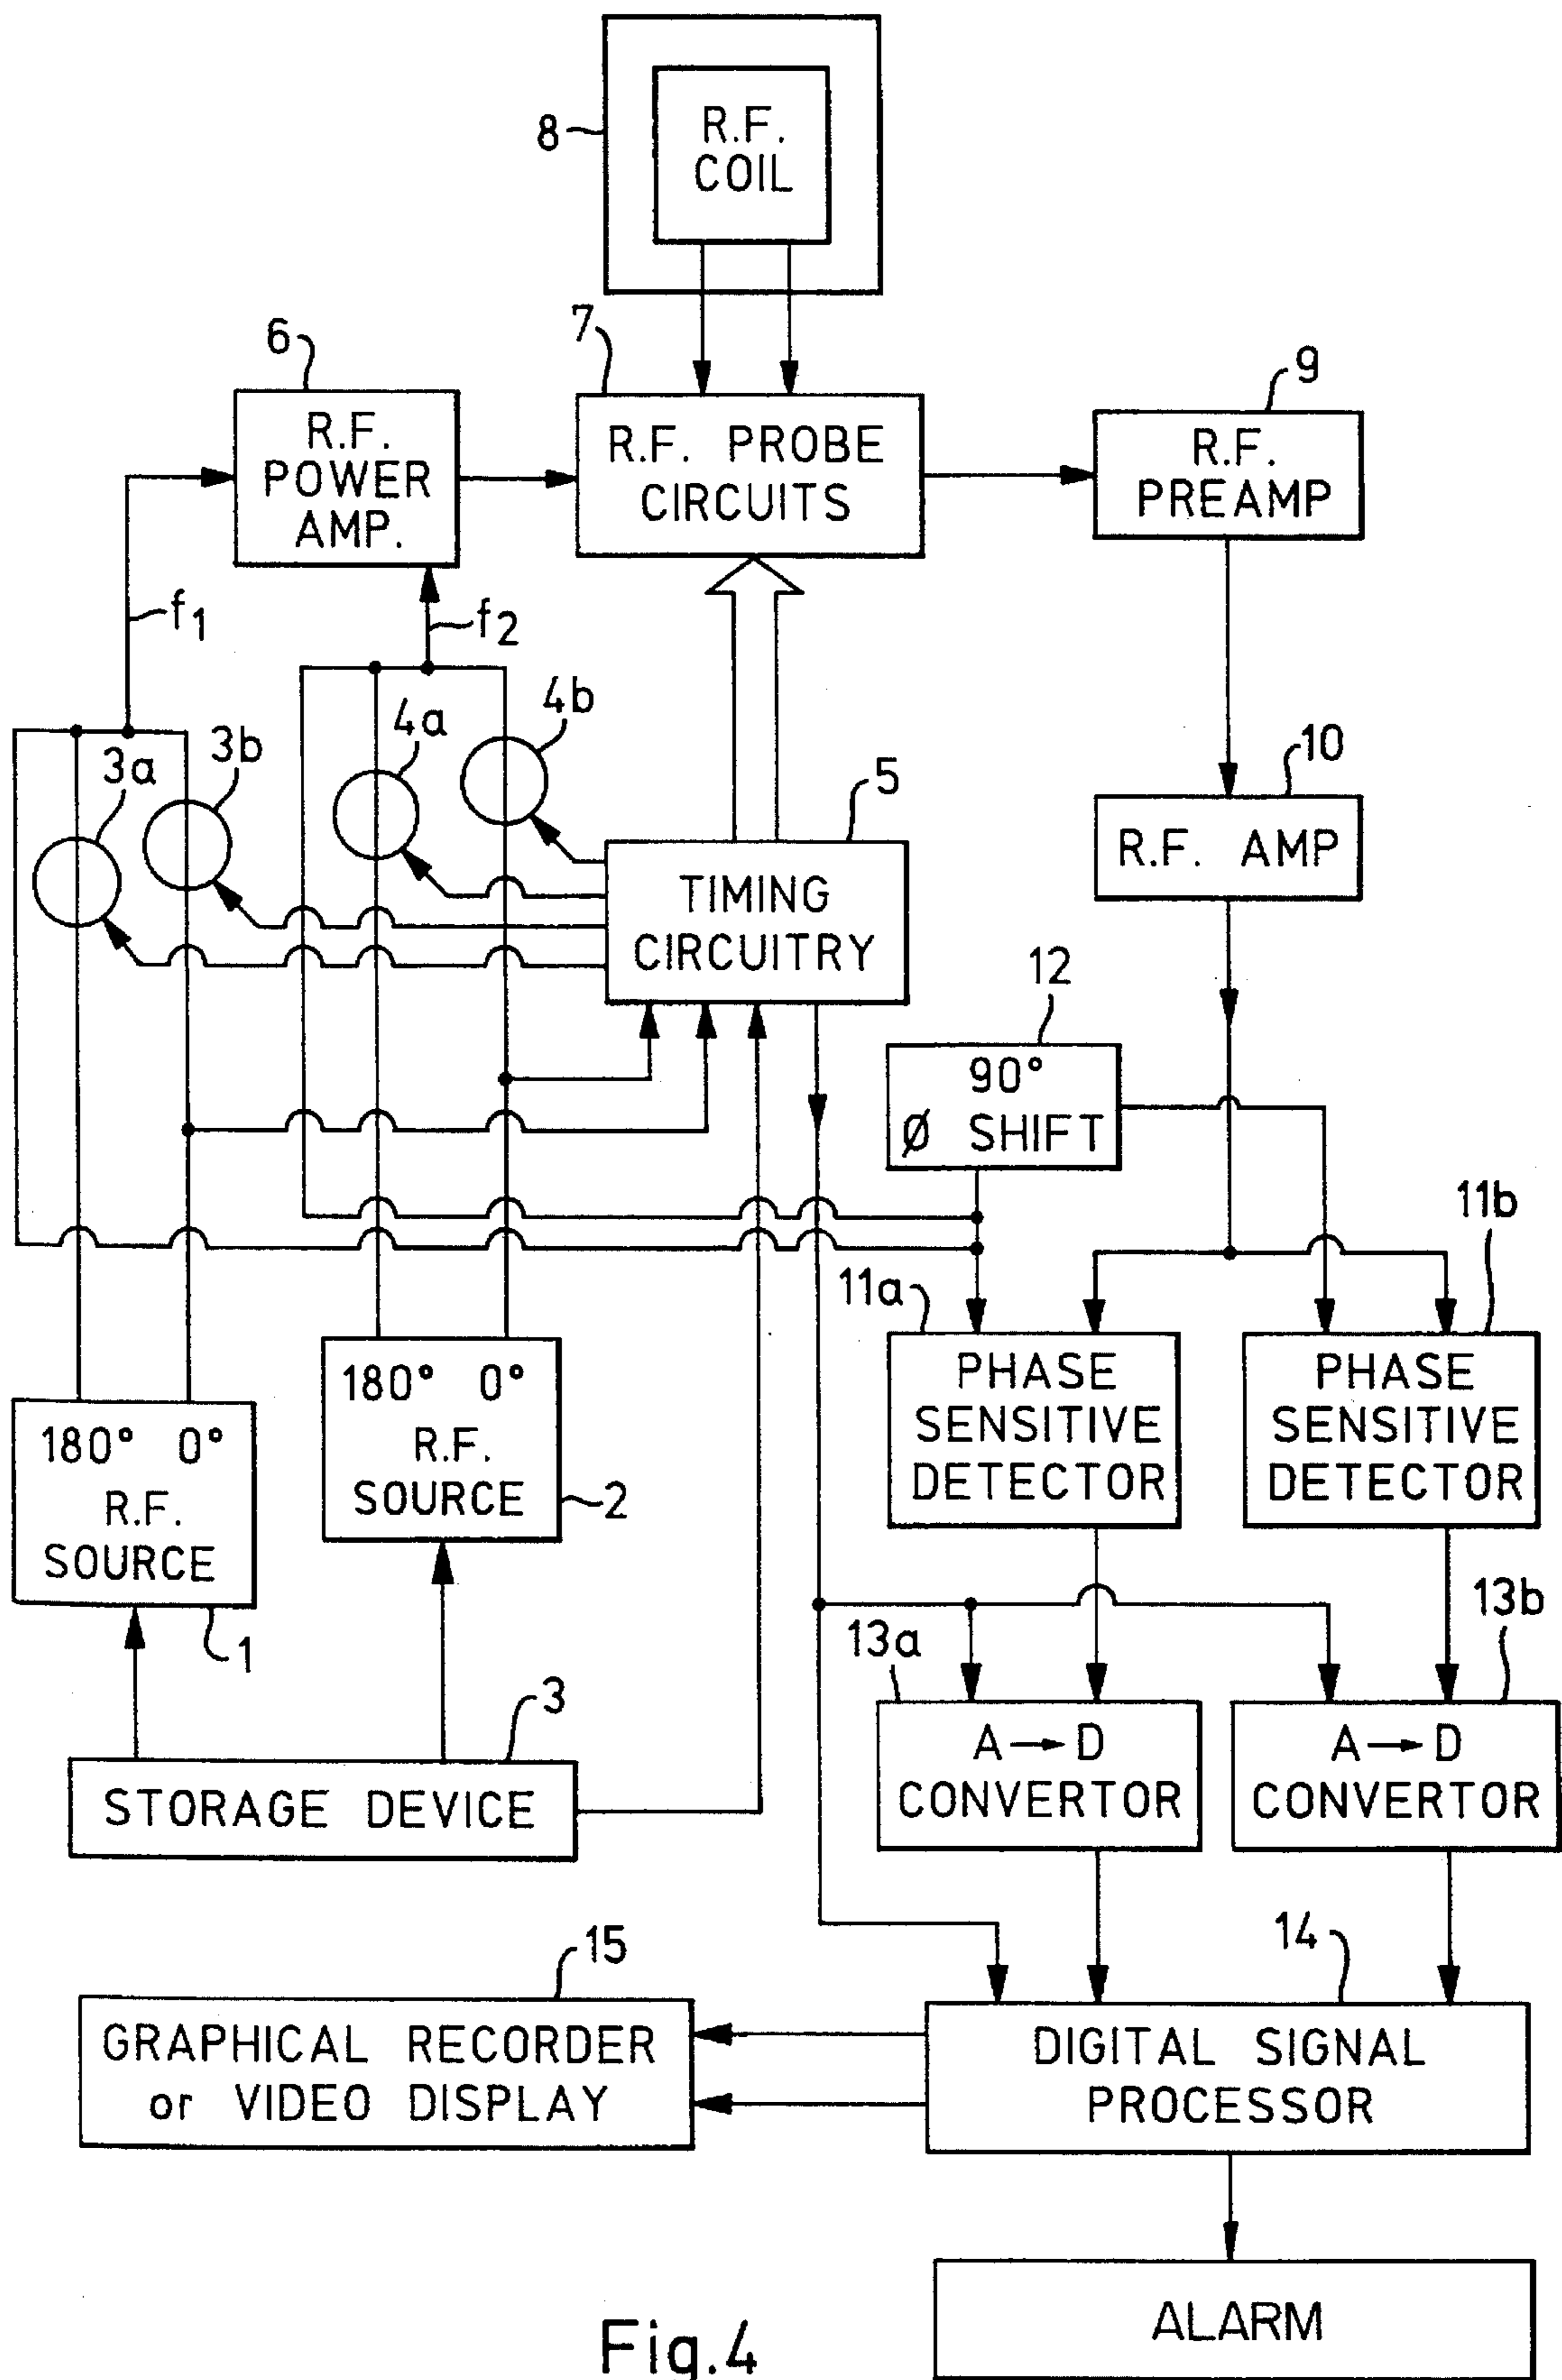 8
R.F.
COIL
6
7
9
R.F.
POWER
AMP.
R.F. PROBE
CIRCUITS
R.F.
PREAMP
f1
f2
3a
3b
4a
4b
5
10
TIMING
CIRCUITRY
R.F. AMP
12
90°
Ø SHIFT
11a
11b
180° 0°
R.F.
SOURCE
1
180° 0°
R.F.
SOURCE
2
PHASE
SENSITIVE
DETECTOR
PHASE
SENSITIVE
DETECTOR
13a
13b
3
STORAGE DEVICE
A→D
CONVERTOR
A→D
CONVERTOR
15
14
GRAPHICAL RECORDER
or VIDEO DISPLAY
DIGITAL SIGNAL
PROCESSOR
ALARM
Fig.4